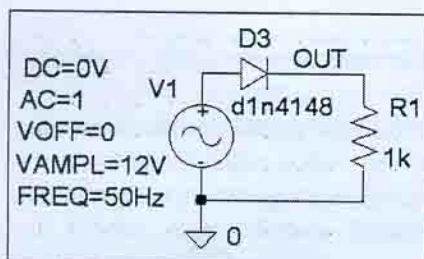 DC=0V
AC=1
VOFF=0
VAMPL=12V
FREQ=50Hz
V1
+
-
D3
d1n4148
OUT
R1
1k
0